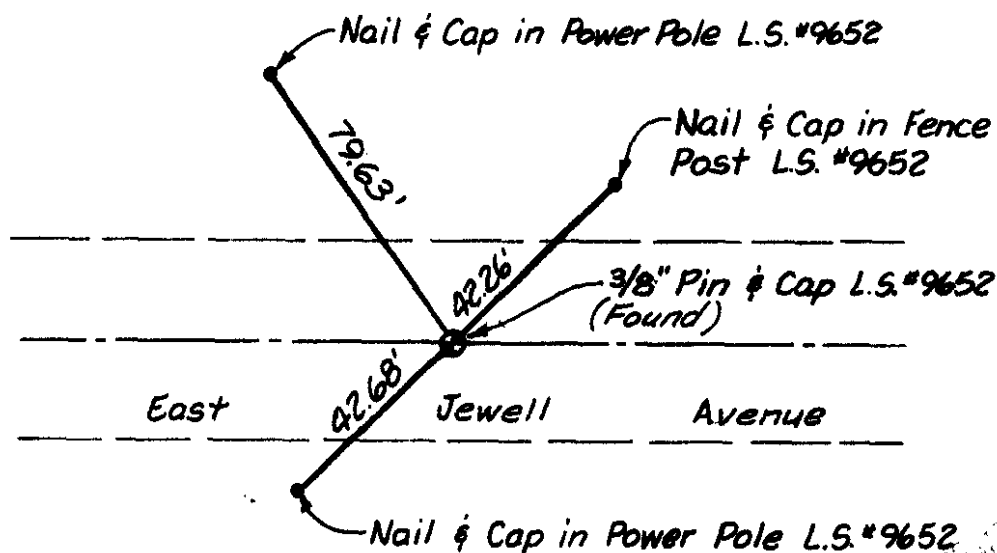 Nail & Cap in Power Pole L.S. #9652
79.63'
Nail & Cap in Fence
Post L.S. #9652
42.26'
3/8" Pin & Cap L.S. #9652
(Found)
42.68'
East Jewell Avenue
Nail & Cap in Power Pole L.S. #9652